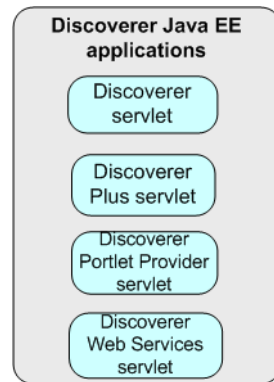 Discoverer Java EE
applications
Discoverer
servlet
Discoverer
Plus servlet
Discoverer
Portlet Provider
servlet
Discoverer
Web Services
servlet